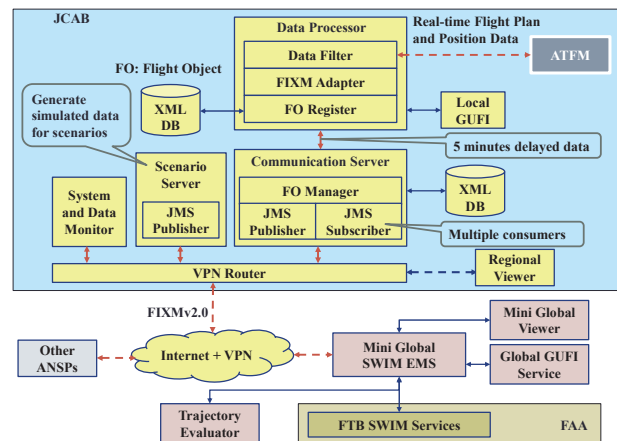 JCAB
Data Processor
Real-time Flight Plan
and Position Data
Data Filter
ATFM
FO: Flight Object
FIXM Adapter
Generate
simulated data
for scenarios
XML
DB
FO Register
Local
GUFI
5 minutes delayed data
Scenario
Server
Communication Server
FO Manager
XML
DB
System
and Data
Monitor
JMS
Publisher
JMS
Publisher
JMS
Subscriber
Multiple consumers
VPN Router
Regional
Viewer
FIXMv2.0
Mini Global
Viewer
Other
ANSPs
Internet + VPN
Mini Global
SWIM EMS
Global GUFI
Service
Trajectory
Evaluator
FTB SWIM Services
FAA